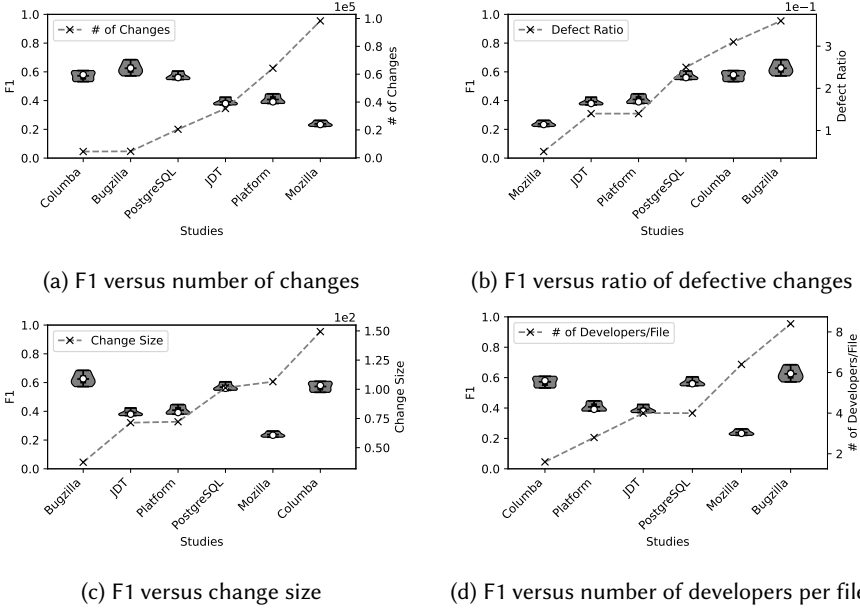 1e5
# of Changes
1.0
0.8
0.6
0.4
0.2
0.0
F1
1.0
0.8
0.6
0.4
0.2
0.0
# of Changes
Columba
Bugzilla
PostgreSQL
JDT
Platform
Mozilla
Studies
(a) F1 versus number of changes
1e−1
Defect Ratio
1.0
0.8
0.6
0.4
0.2
0.0
F1
3
2
1
Defect Ratio
Mozilla
JDT
Platform
PostgreSQL
Columba
Bugzilla
Studies
(b) F1 versus ratio of defective changes
1e2
Change Size
1.0
0.8
0.6
0.4
0.2
0.0
F1
1.50
1.25
1.00
0.75
0.50
Change Size
Bugzilla
JDT
Platform
PostgreSQL
Mozilla
Columba
Studies
(c) F1 versus change size
# of Developers/File
1.0
0.8
0.6
0.4
0.2
0.0
F1
8
6
4
2
# of Developers/File
Columba
Platform
JDT
PostgreSQL
Mozilla
Bugzilla
Studies
(d) F1 versus number of developers per file